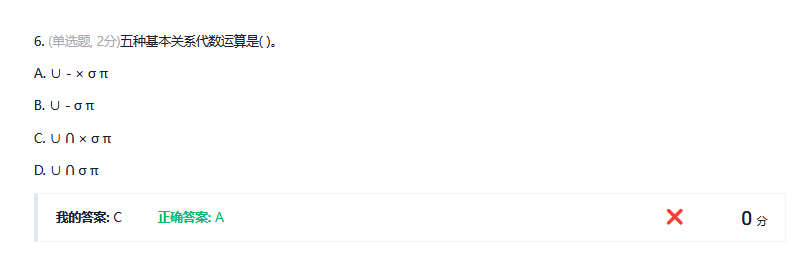 6. (单选题, 2分)五种基本关系代数运算是( )。
A. ∪ - × σ π
B. ∪ - σ π
C. ∪ ∩ × σ π
D. ∪ ∩ σ π
我的答案: C 正确答案: A 0 分